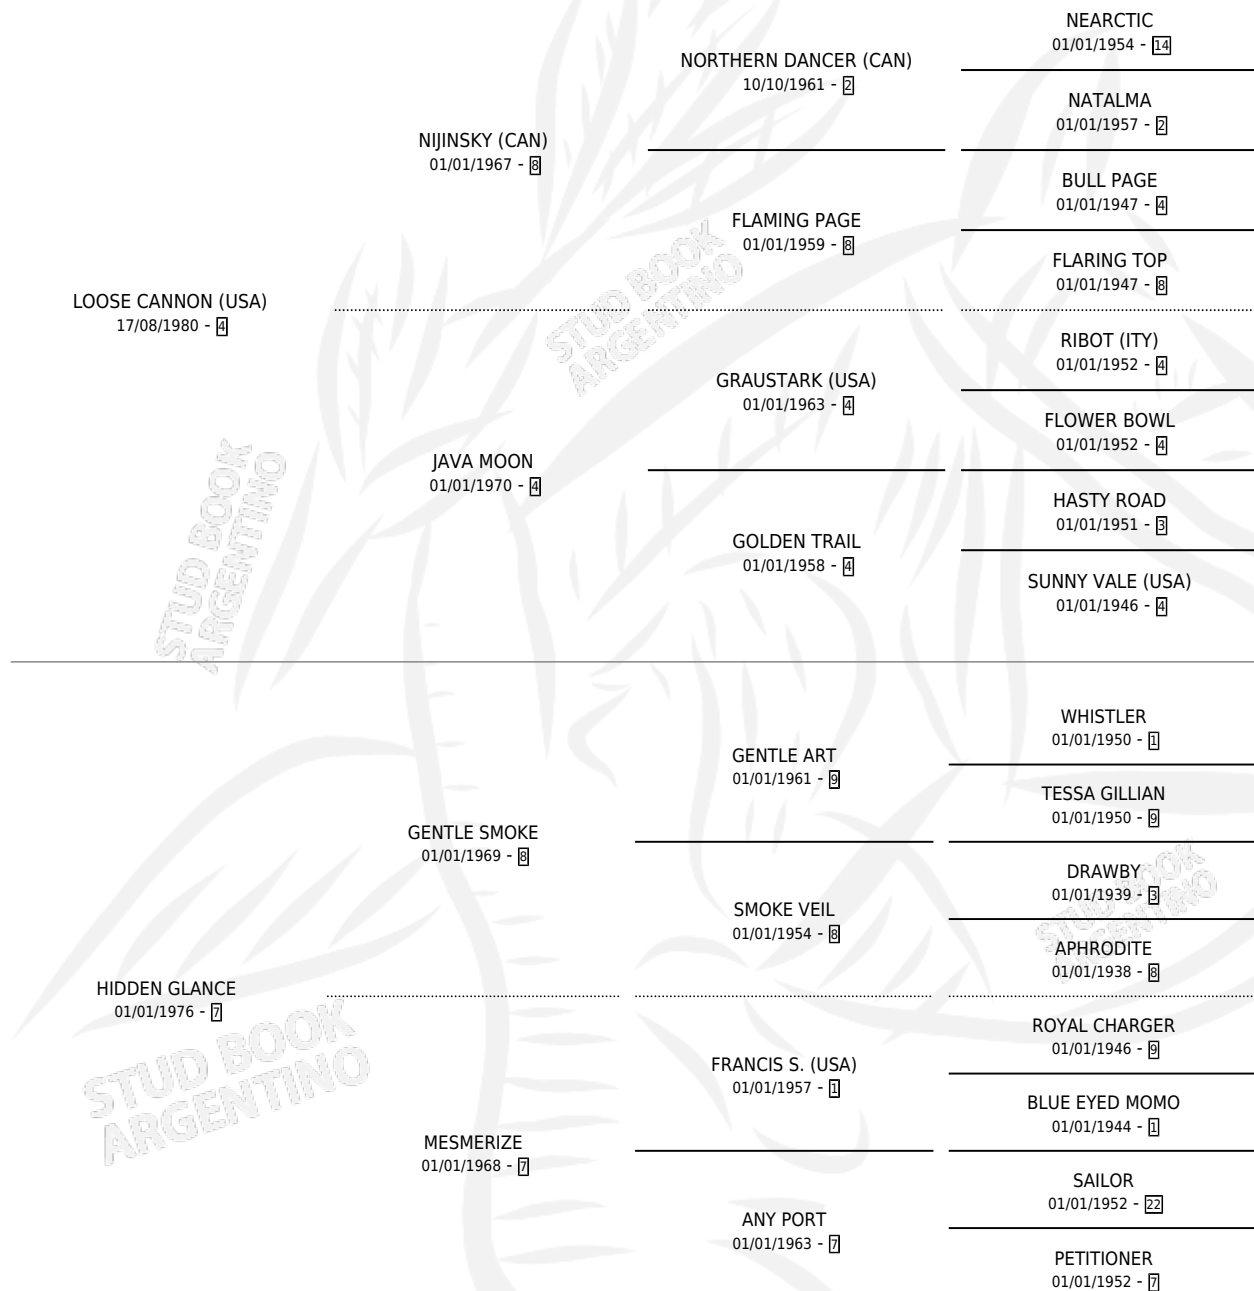 NEARCTIC
01/01/1954 - 14
NORTHERN DANCER (CAN)
10/10/1961 - 2
NATALMA
01/01/1957 - 2
NIJINSKY (CAN)
01/01/1967 - 8
BULL PAGE
01/01/1947 - 4
FLAMING PAGE
01/01/1959 - 8
FLARING TOP
01/01/1947 - 8
LOOSE CANNON (USA)
17/08/1980 - 4
RIBOT (ITY)
01/01/1952 - 4
GRAUSTARK (USA)
01/01/1963 - 4
FLOWER BOWL
01/01/1952 - 4
JAVA MOON
01/01/1970 - 4
HASTY ROAD
01/01/1951 - 3
GOLDEN TRAIL
01/01/1958 - 4
SUNNY VALE (USA)
01/01/1946 - 4
WHISTLER
01/01/1950 - 1
GENTLE ART
01/01/1961 - 9
TESSA GILLIAN
01/01/1950 - 9
GENTLE SMOKE
01/01/1969 - 8
DRAWBY
01/01/1939 - 3
SMOKE VEIL
01/01/1954 - 8
APHRODITE
01/01/1938 - 8
HIDDEN GLANCE
01/01/1976 - 7
ROYAL CHARGER
01/01/1946 - 9
FRANCIS S. (USA)
01/01/1957 - 1
BLUE EYED MOMO
01/01/1944 - 1
MESMERIZE
01/01/1968 - 7
SAILOR
01/01/1952 - 22
ANY PORT
01/01/1963 - 7
PETITIONER
01/01/1952 - 7
STUD BOOK
ARGENTINO
STUD BOOK
ARGENTINO
STUD BOOK
ARGENTINO
STUD BOOK
ARGENTINO